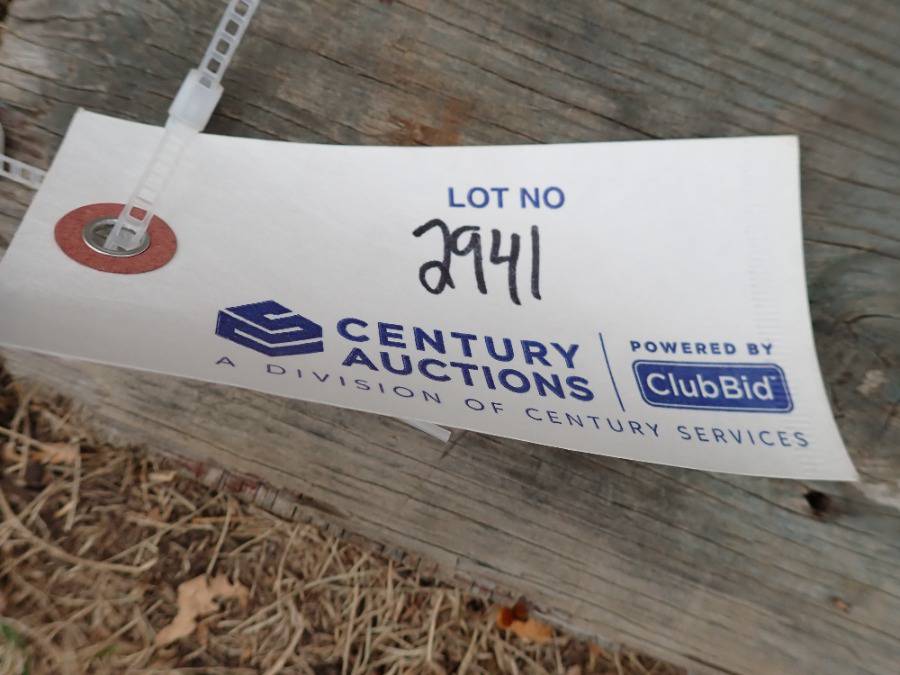 LOT NO
2941
CENTURY
AUCTIONS
A DIVISION OF CENTURY SERVICES
POWERED BY
ClubBid